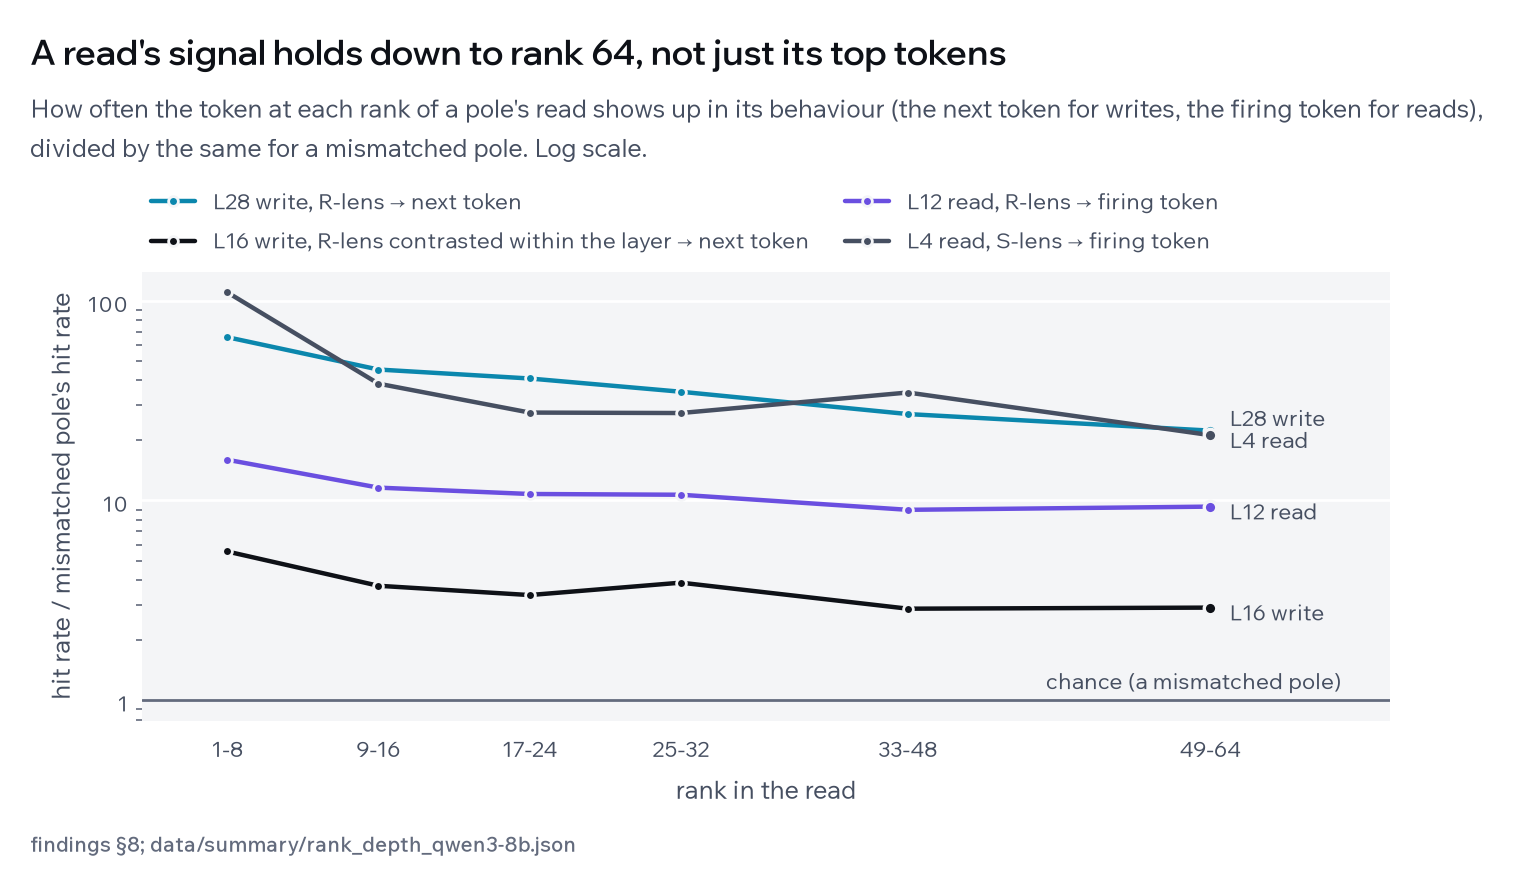 A read's signal holds down to rank 64, not just its top tokens
How often the token at each rank of a pole's read shows up in its behaviour (the next token for writes, the firing token for reads),
divided by the same for a mismatched pole. Log scale.
L28 write, R-lens → next token
L12 read, R-lens → firing token
L16 write, R-lens contrasted within the layer → next token
L4 read, S-lens → firing token
hit rate / mismatched pole's hit rate
100
10
1
L28 write
L4 read
L12 read
L16 write
chance (a mismatched pole)
1-8
9-16
17-24
25-32
33-48
49-64
rank in the read
findings §8; data/summary/rank_depth_qwen3-8b.json